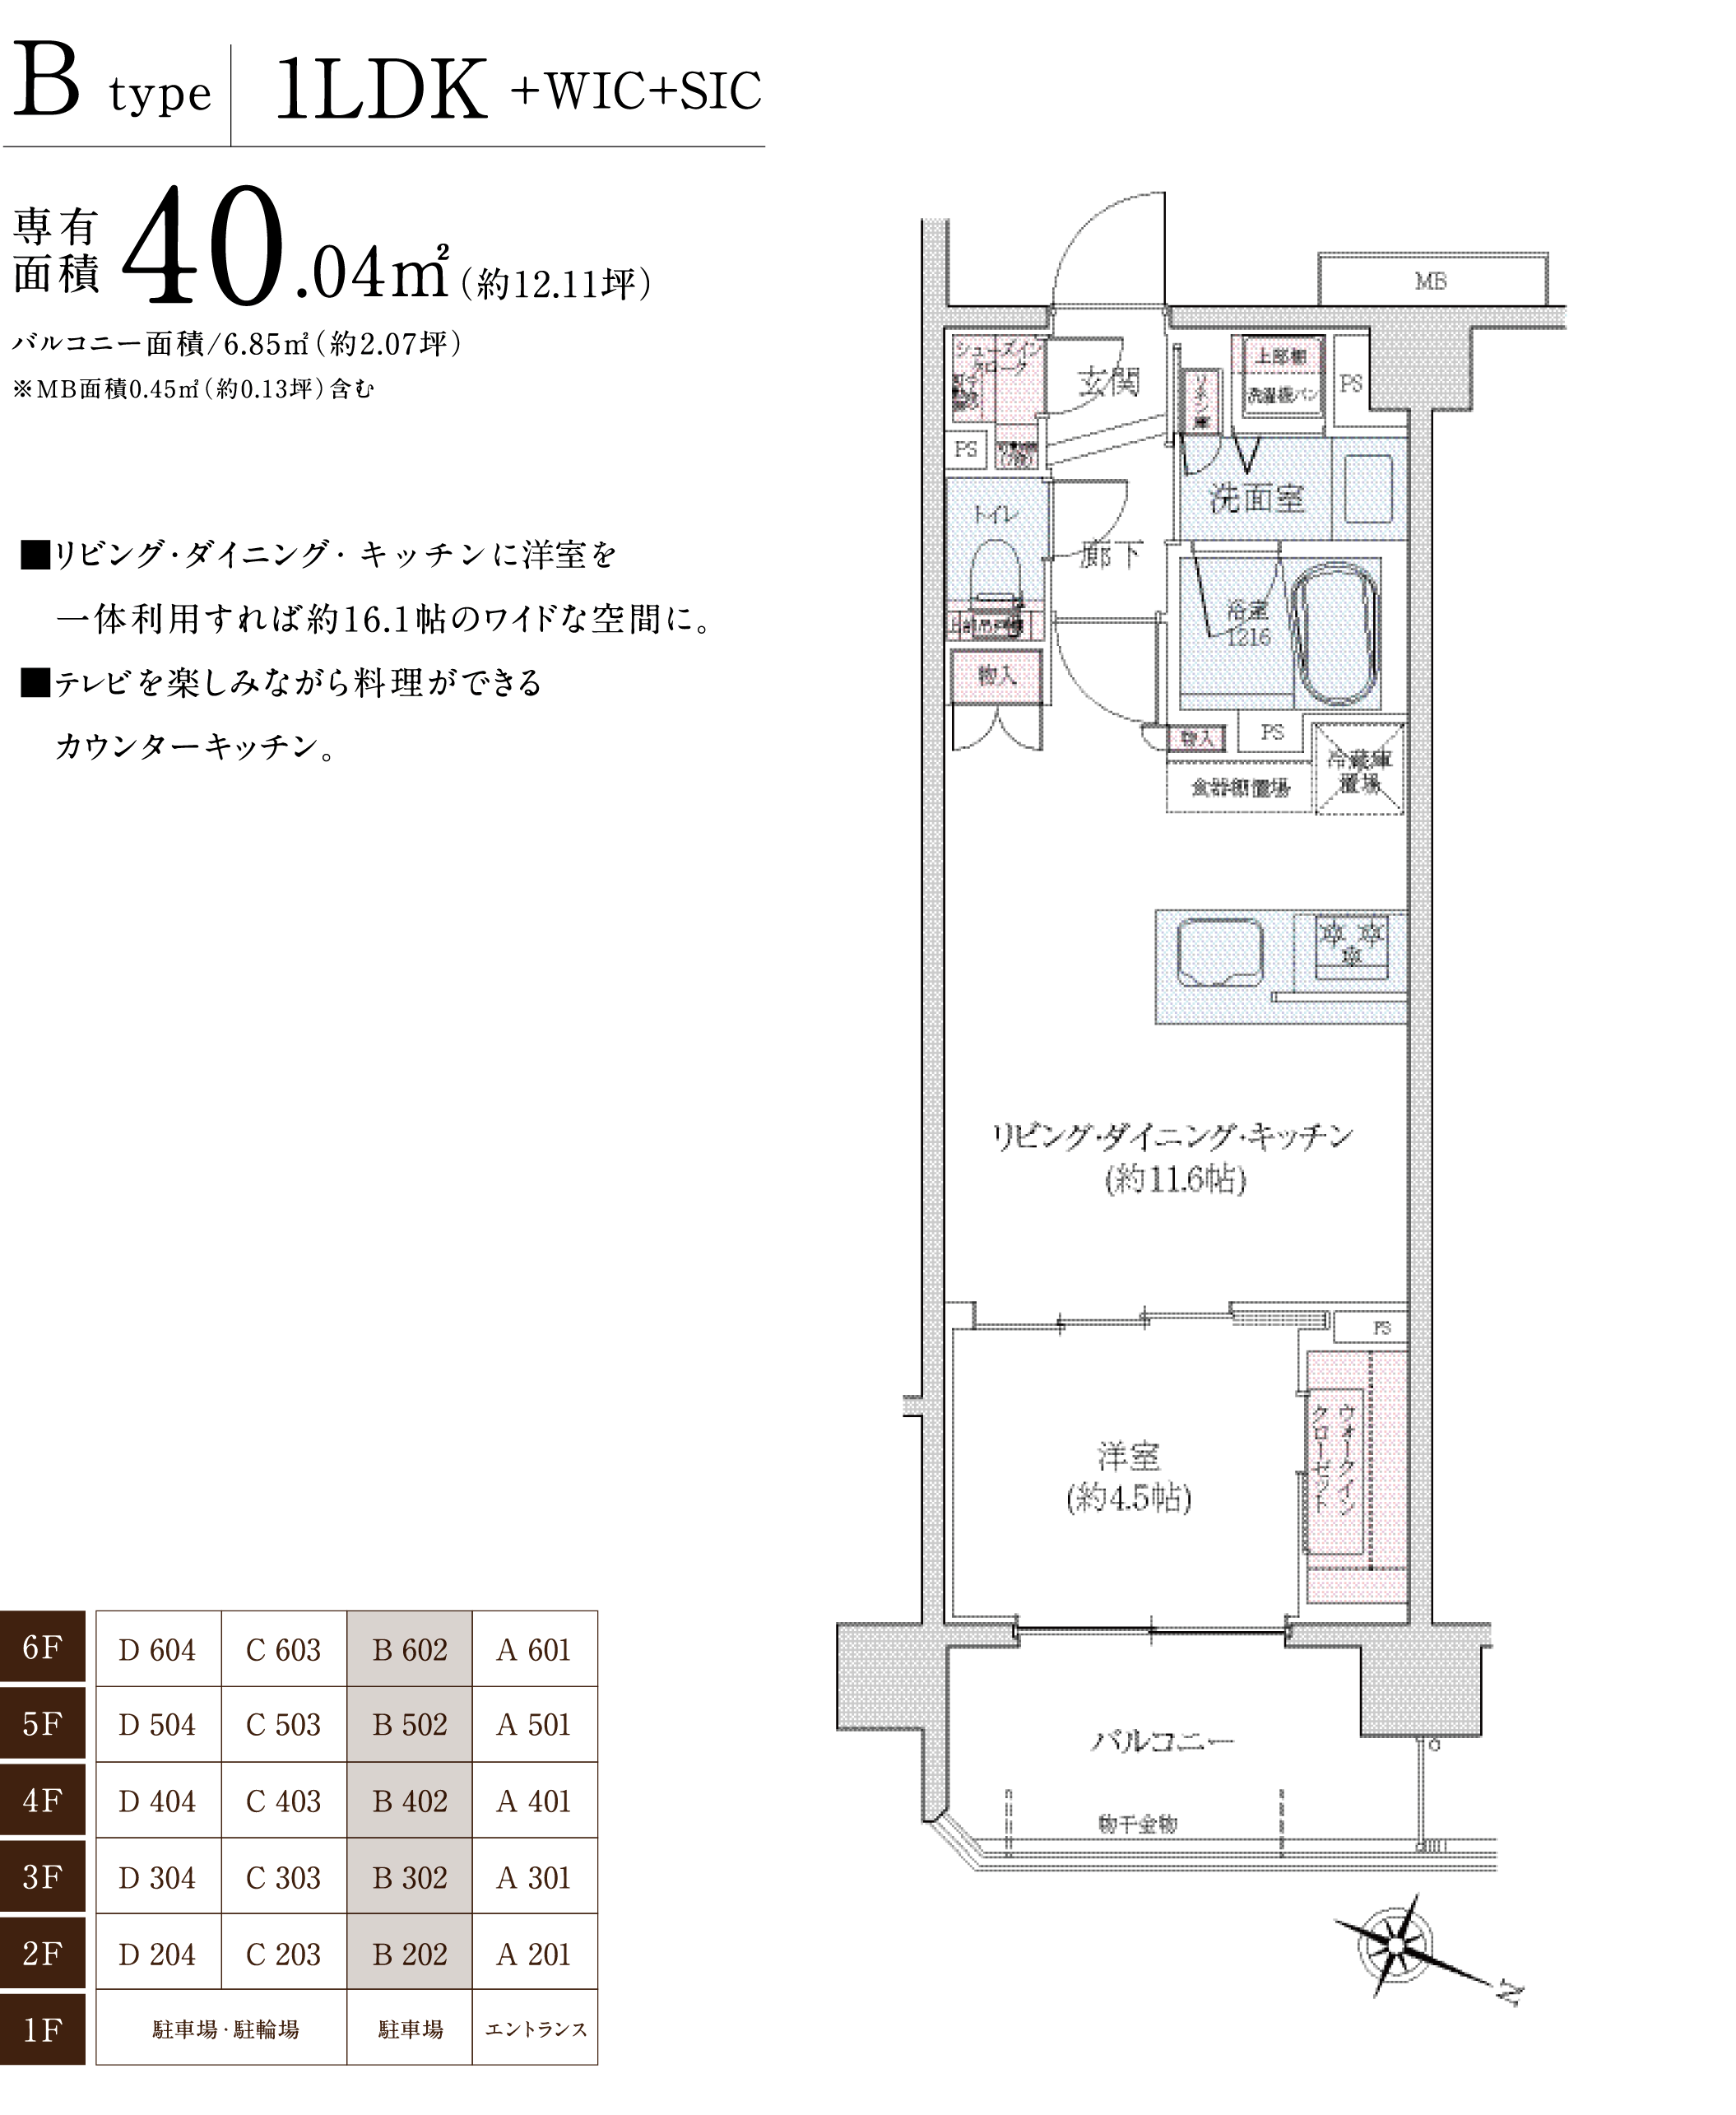 B type 1LDK +WIC+SIC
専有面積 40.04㎡(約12.11坪)
バルコニー面積/6.85㎡(約2.07坪)
※MB面積0.45㎡(約0.13坪)含む
■リビング・ダイニング・キッチンに洋室を
一体利用すれば約16.1帖のワイドな空間に。
■テレビを楽しみながら料理ができる
カウンターキッチン。
MB
シューズイン
クローク
玄関
リネン庫
上部棚
洗濯機パン
PS
PS
トイレ
洗面室
廊下
浴室
1216
上部吊戸棚
物入
物入
PS
冷蔵庫
置場
食器棚置場
リビング・ダイニング・キッチン
(約11.6帖)
PS
洋室
(約4.5帖)
ウォークイン
クローゼット
バルコニー
物干金物
N
6F D 604 C 603 B 602 A 601
5F D 504 C 503 B 502 A 501
4F D 404 C 403 B 402 A 401
3F D 304 C 303 B 302 A 301
2F D 204 C 203 B 202 A 201
1F 駐車場・駐輪場 駐車場 エントランス